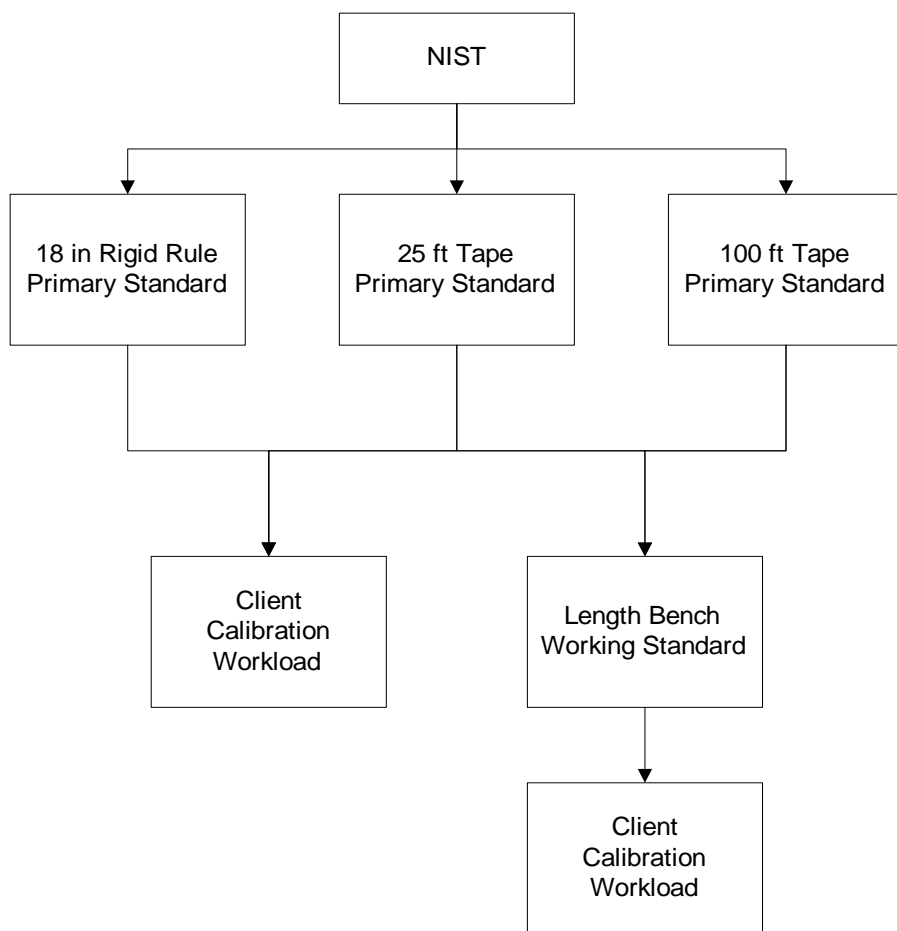 NIST
18 in Rigid Rule
Primary Standard
25 ft Tape
Primary Standard
100 ft Tape
Primary Standard
Client
Calibration
Workload
Length Bench
Working Standard
Client
Calibration
Workload